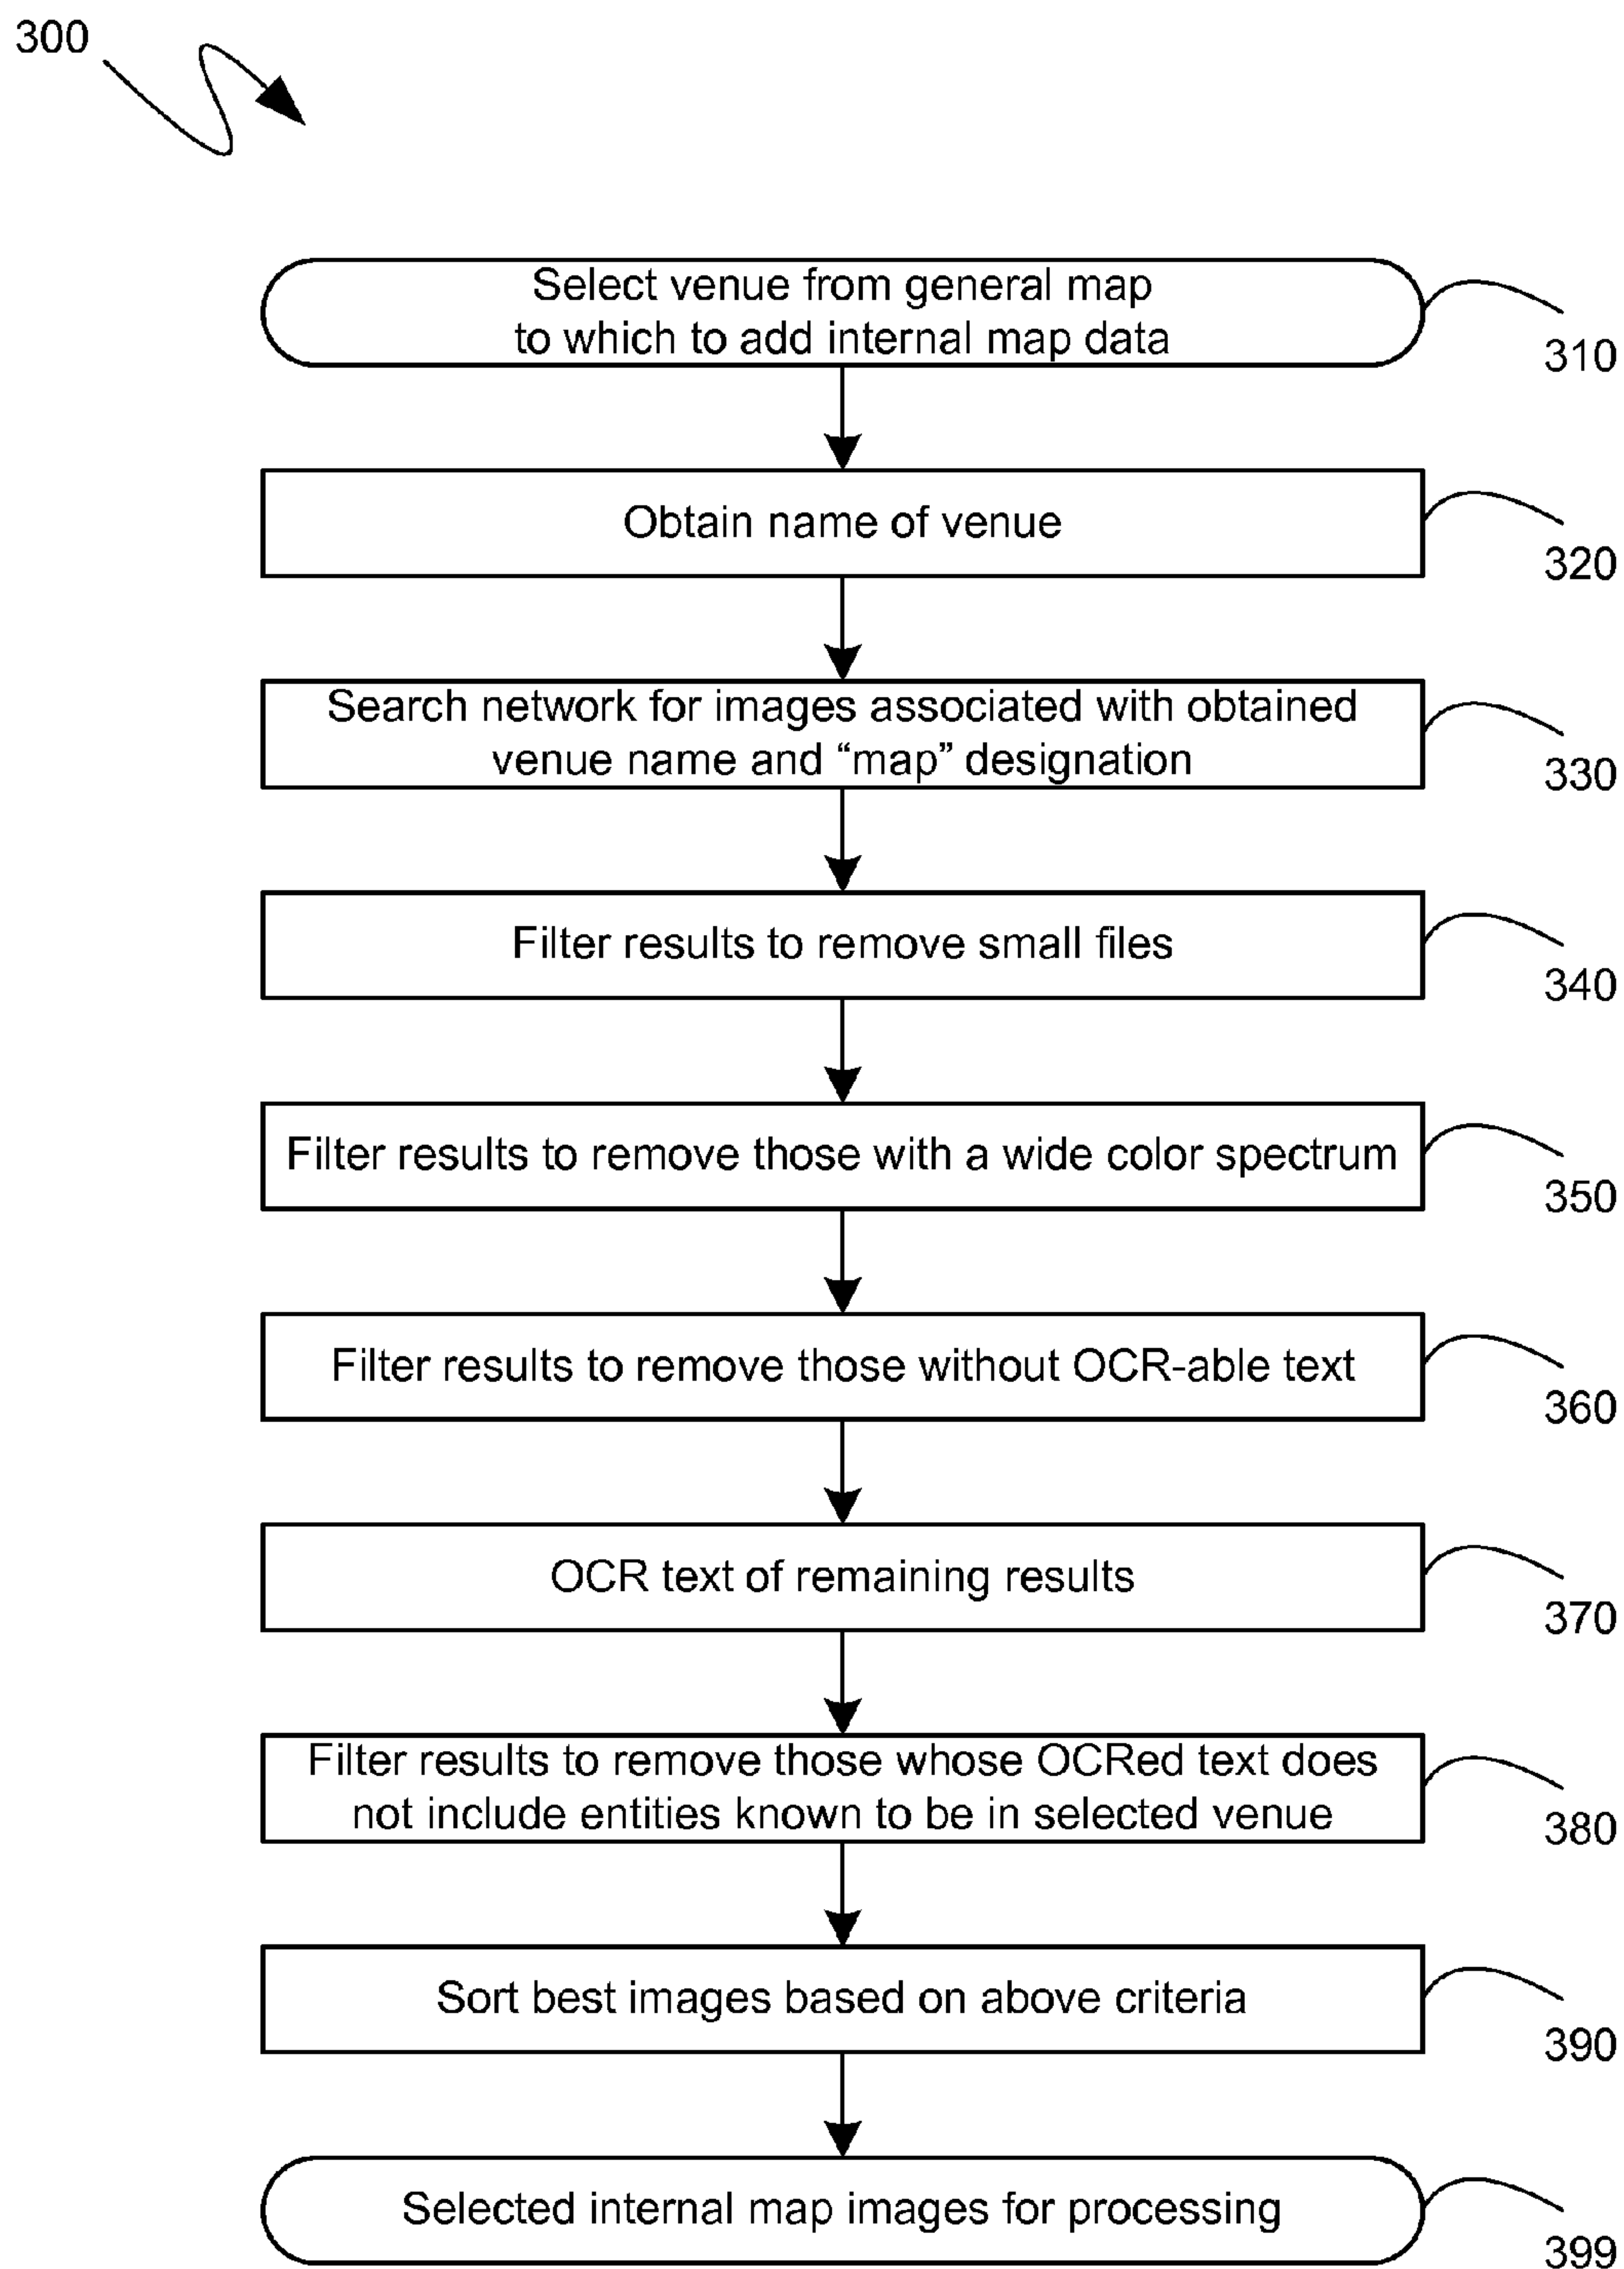 300
Select venue from general map
to which to add internal map data
310
Obtain name of venue
320
Search network for images associated with obtained
venue name and “map” designation
330
Filter results to remove small files
340
Filter results to remove those with a wide color spectrum
350
Filter results to remove those without OCR-able text
360
OCR text of remaining results
370
Filter results to remove those whose OCRed text does
not include entities known to be in selected venue
380
Sort best images based on above criteria
390
Selected internal map images for processing
399